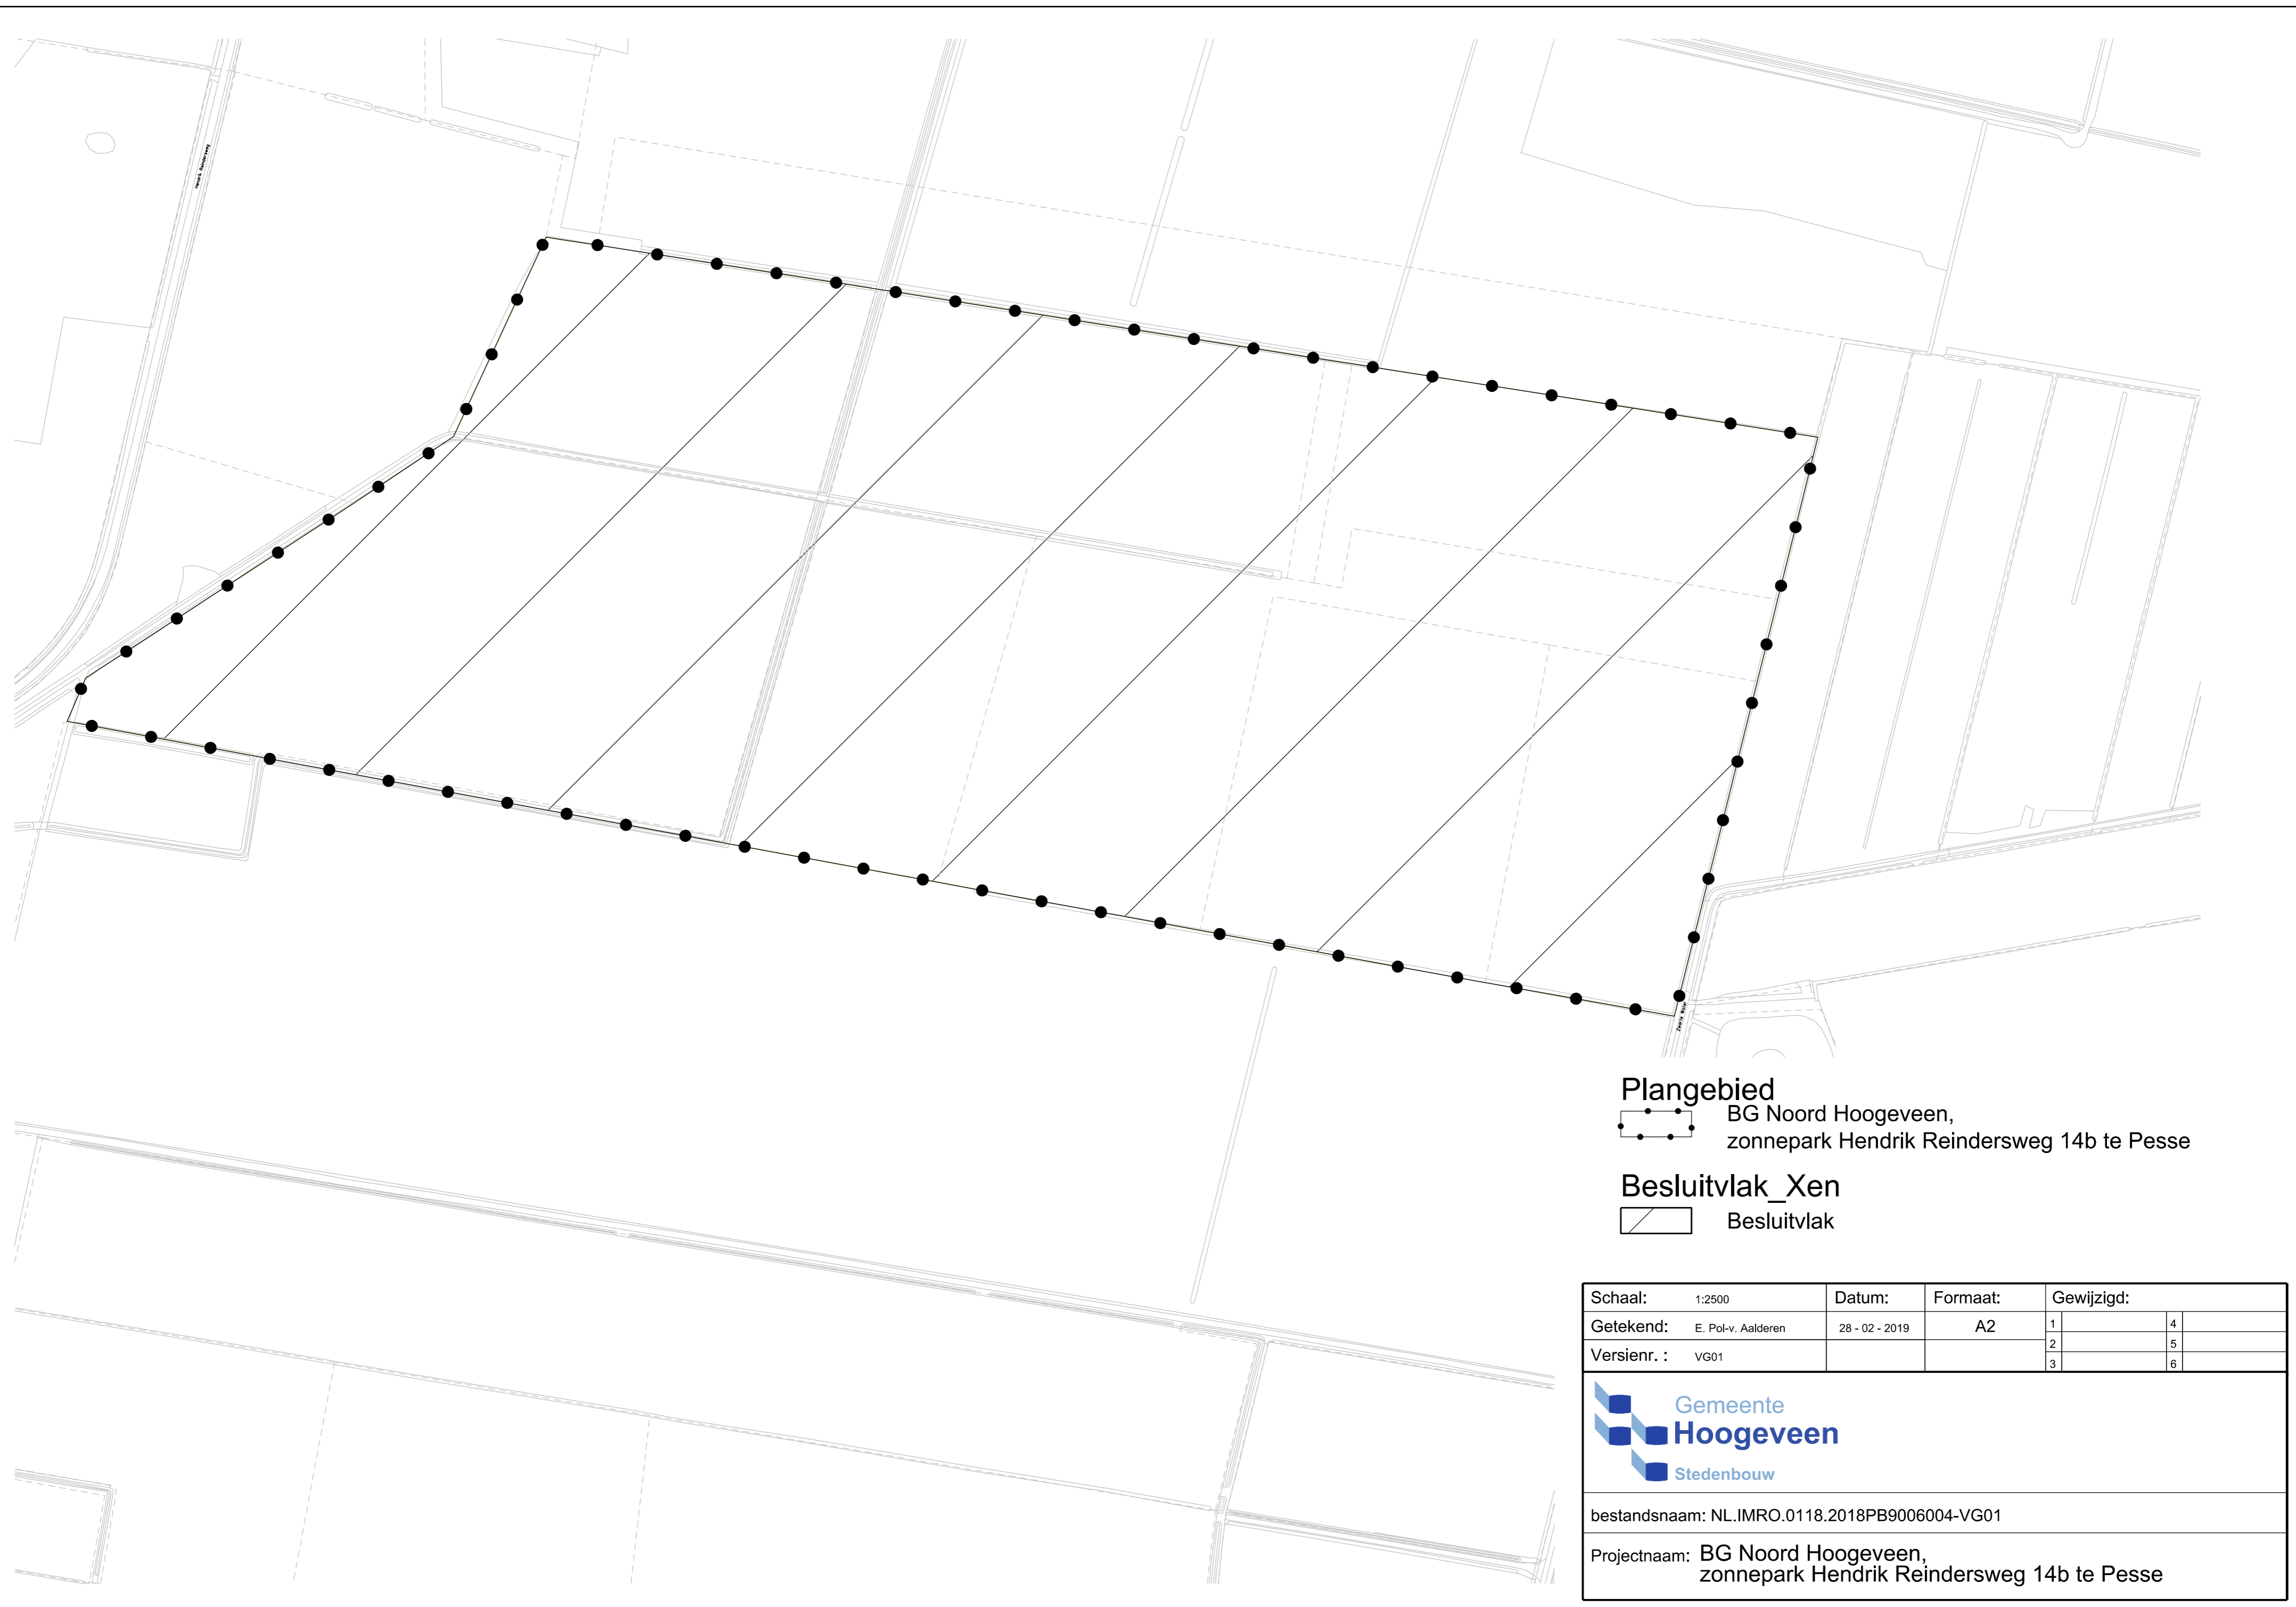 Hendrik Reindersweg
Plangebied
BG Noord Hoogeveen,
zonnepark Hendrik Reindersweg 14b te Pesse
Besluitvlak_Xen
Besluitvlak
Schaal: 1:2500 Datum: Formaat: Gewijzigd:
Getekend: E. Pol-v. Aalderen 28 - 02 - 2019 A2 1 4
2 5
Versienr. : VG01
3 6
Gemeente
Hoogeveen
Stedenbouw
bestandsnaam: NL.IMRO.0118.2018PB9006004-VG01
Projectnaam: BG Noord Hoogeveen,
zonnepark Hendrik Reindersweg 14b te Pesse